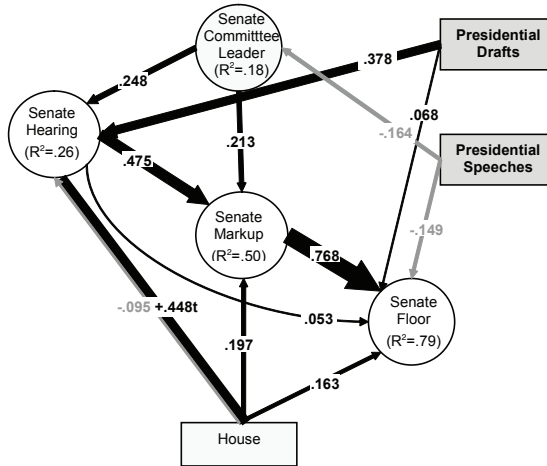 Senate
Committtee
Leader
(R²=.18)
Presidential
Drafts
.378
.248
Senate
Hearing
(R²=.26)
.068
-.164
.213
.475
Presidential
Speeches
Senate
Markup
(R²=.50)
-.149
.768
Senate
Floor
(R²=.79)
-.095 +.448t
.053
.197
.163
House